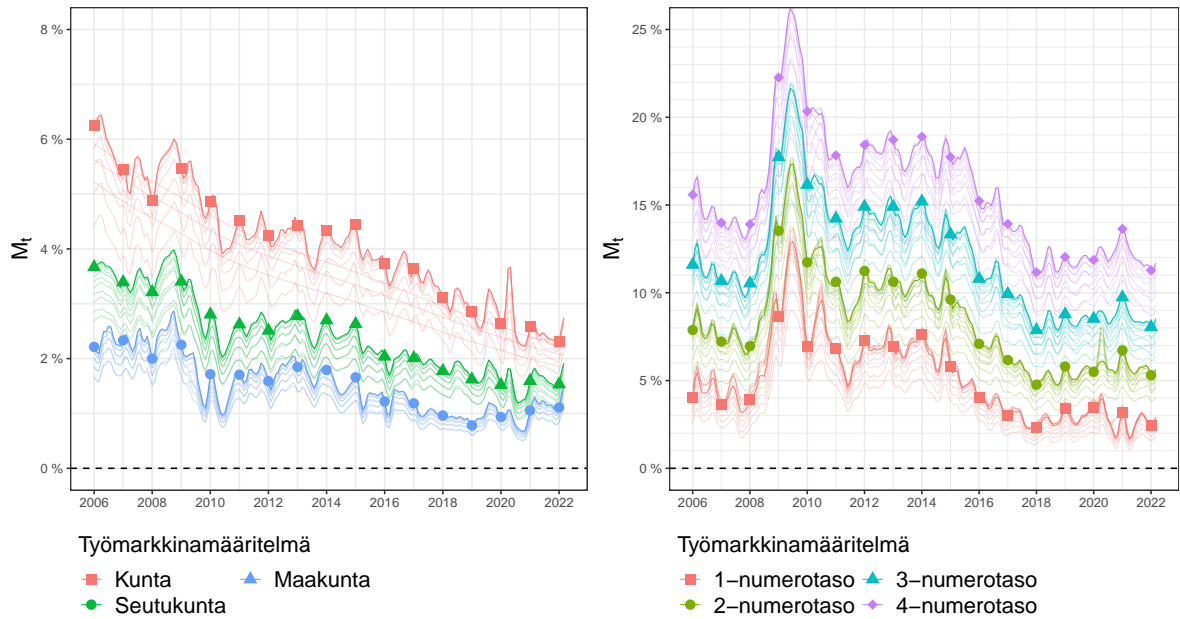 8 %
6 %
4 %
2 %
0 %
Mt
2006 2008 2010 2012 2014 2016 2018 2020 2022
Työmarkkinamääritelmä
Kunta
Maakunta
Seutukunta
25 %
20 %
15 %
10 %
5 %
0 %
Mt
2006 2008 2010 2012 2014 2016 2018 2020 2022
Työmarkkinamääritelmä
1−numerotaso
3−numerotaso
2−numerotaso
4−numerotaso